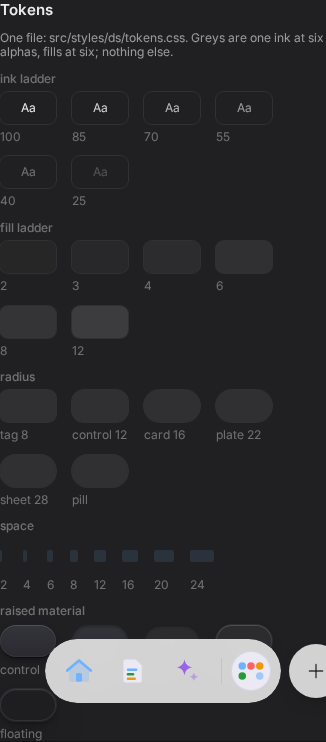 Tokens
One file: src/styles/ds/tokens.css. Greys are one ink at six
alphas, fills at six; nothing else.
ink ladder
Aa Aa Aa Aa
100 85 70 55
Aa Aa
40 25
fill ladder
2 3 4 6
8 12
radius
tag 8 control 12 card 16 plate 22
sheet 28 pill
space
2 4 6 8 12 16 20 24
raised material
control
floating